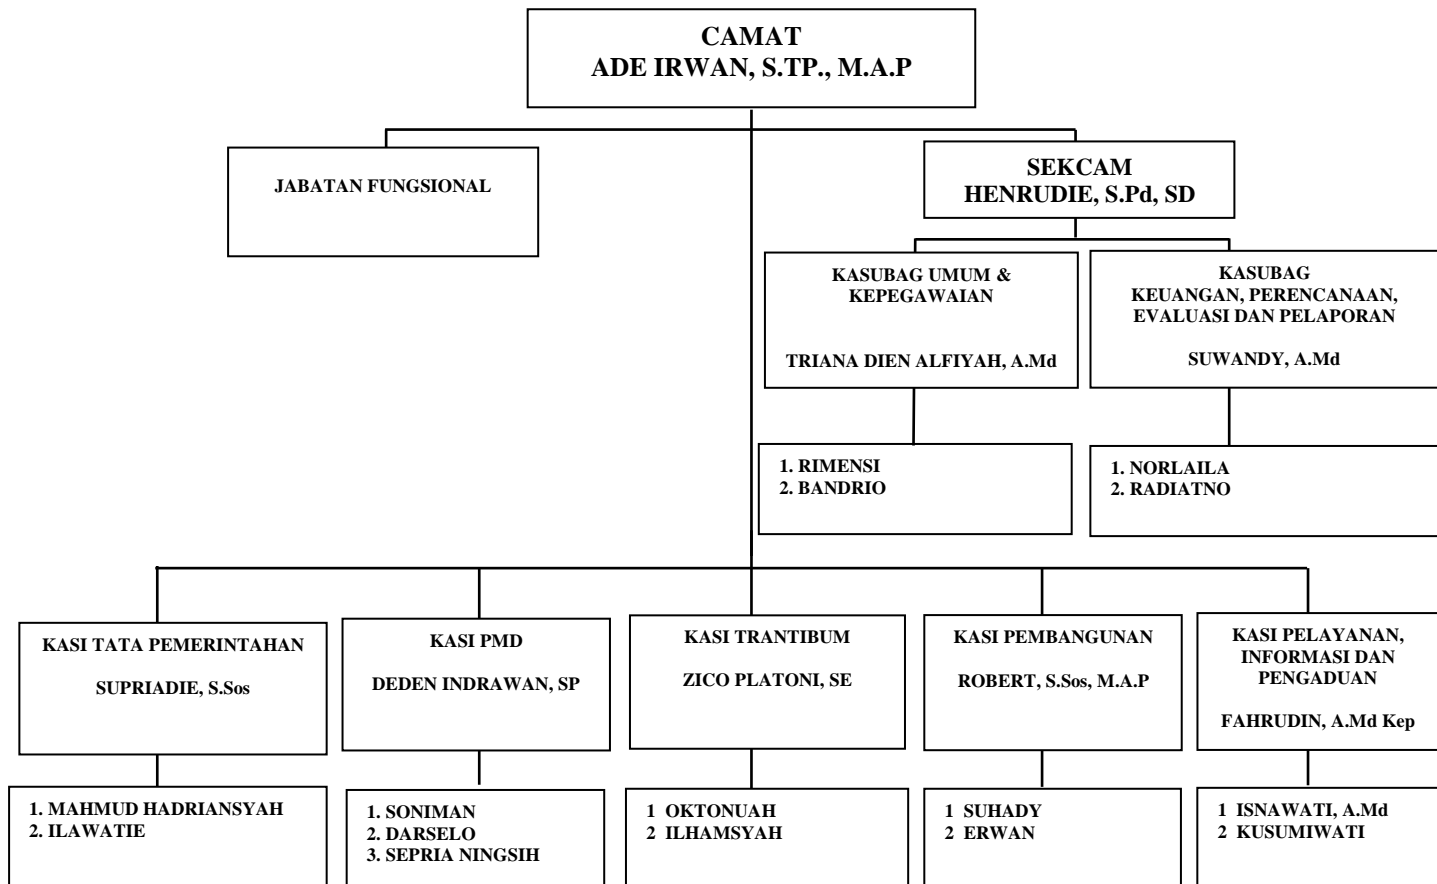 CAMAT
ADE IRWAN, S.TP., M.A.P
JABATAN FUNGSIONAL
SEKCAM
HENRUDIE, S.Pd, SD
KASUBAG UMUM &
KEPEGAWAIAN
TRIANA DIEN ALFIYAH, A.Md
KASUBAG
KEUANGAN, PERENCANAAN,
EVALUASI DAN PELAPORAN
SUWANDY, A.Md
1. RIMENSI
2. BANDRIO
1. NORLAILA
2. RADIATNO
KASI TATA PEMERINTAHAN
SUPRIADIE, S.Sos
KASI PMD
DEDEN INDRAWAN, SP
KASI TRANTIBUM
ZICO PLATONI, SE
KASI PEMBANGUNAN
ROBERT, S.Sos, M.A.P
KASI PELAYANAN,
INFORMASI DAN
PENGADUAN
FAHRUDIN, A.Md Kep
1. MAHMUD HADRIANSYAH
2. ILAWATIE
1. SONIMAN
2. DARSELO
3. SEPRIA NINGSIH
1 OKTONUAH
2 ILHAMSYAH
1 SUHADY
2 ERWAN
1 ISNAWATI, A.Md
2 KUSUMIWATI